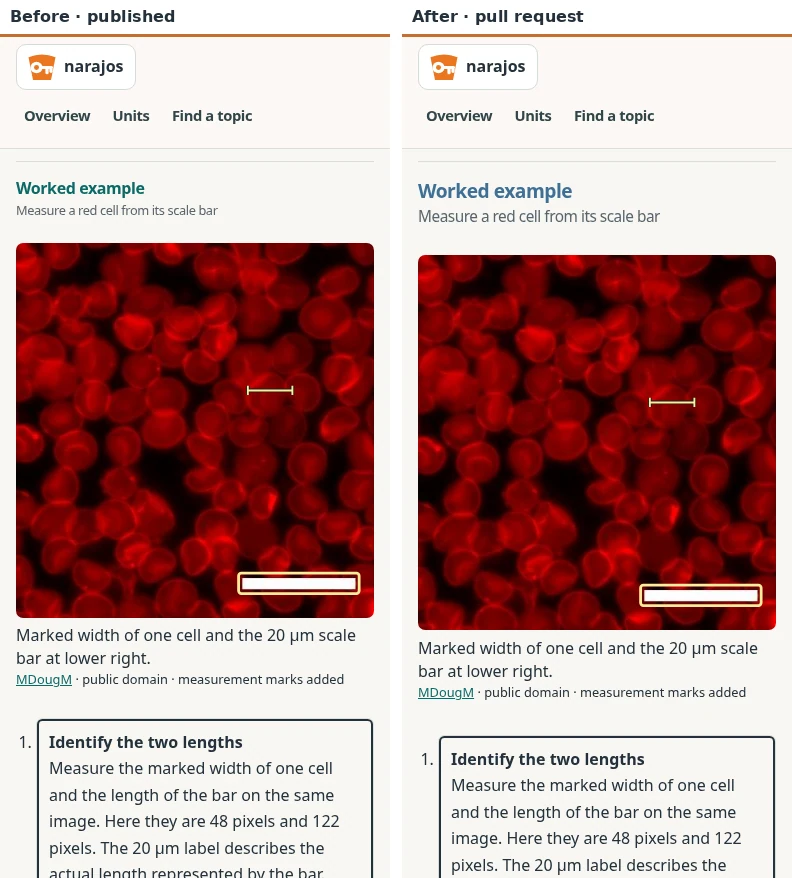 Before · published
narajos
Overview Units Find a topic
Worked example
Measure a red cell from its scale bar
Marked width of one cell and the 20 µm scale
bar at lower right.
MDougM · public domain · measurement marks added
1. Identify the two lengths
Measure the marked width of one cell
and the length of the bar on the same
image. Here they are 48 pixels and 122
pixels. The 20 µm label describes the
actual length represented by the bar.
After · pull request
narajos
Overview Units Find a topic
Worked example
Measure a red cell from its scale bar
Marked width of one cell and the 20 µm scale
bar at lower right.
MDougM · public domain · measurement marks added
1. Identify the two lengths
Measure the marked width of one cell
and the length of the bar on the same
image. Here they are 48 pixels and 122
pixels. The 20 µm label describes the